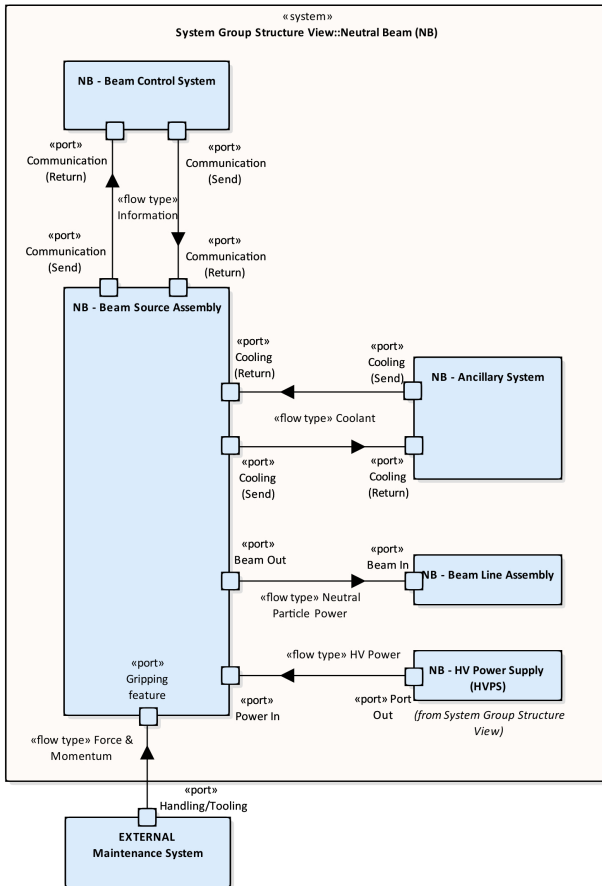 «system»
System Group Structure View::Neutral Beam (NB)
NB - Beam Control System
«port»
Communication
(Return)
«port»
Communication
(Send)
«flow type»
Information
«port»
Communication
(Send)
«port»
Communication
(Return)
NB - Beam Source Assembly
«port»
Cooling
(Return)
«port»
Cooling
(Send)
NB - Ancillary System
«flow type» Coolant
«port»
Cooling
(Send)
«port»
Cooling
(Return)
«port»
Beam Out
«port»
Beam In
NB - Beam Line Assembly
«flow type» Neutral
Particle Power
«flow type» HV Power
NB - HV Power Supply
(HVPS)
«port»
Gripping
feature
«port»
Power In
«port» Port
Out
(from System Group Structure
View)
«flow type» Force &
Momentum
«port»
Handling/Tooling
EXTERNAL
Maintenance System